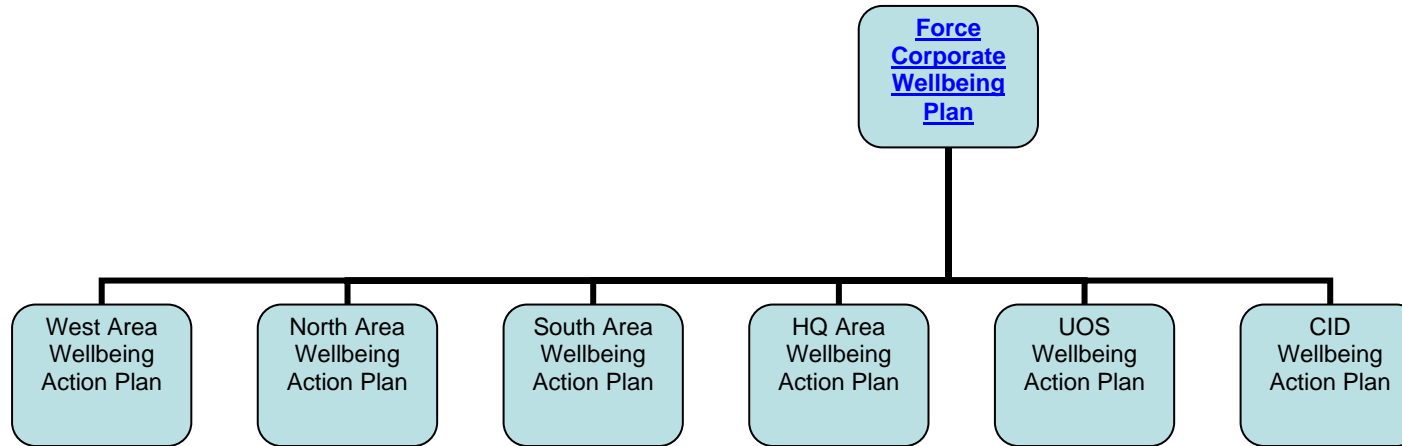 Force
Corporate
Wellbeing
Plan
West Area
Wellbeing
Action Plan
North Area
Wellbeing
Action Plan
South Area
Wellbeing
Action Plan
HQ Area
Wellbeing
Action Plan
UOS
Wellbeing
Action Plan
CID
Wellbeing
Action Plan